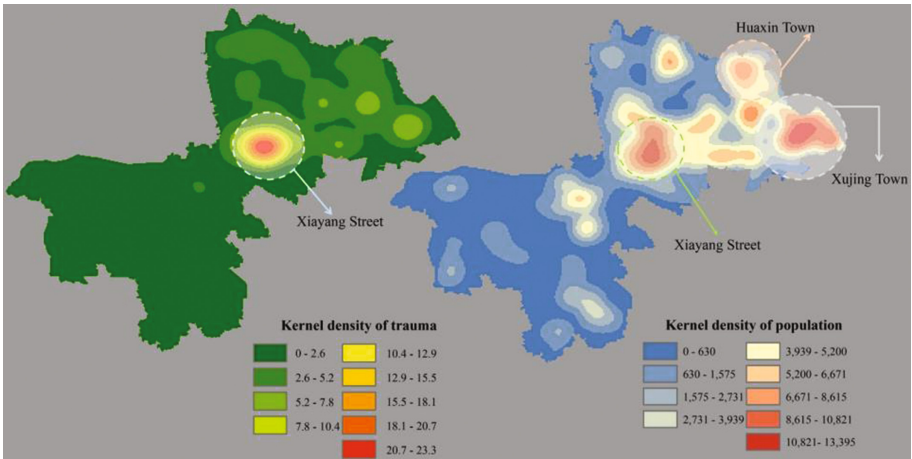 Huaxin Town
Xujing Town
Xiayang Street
Xiayang Street
Kernel density of trauma
0 - 2.6
2.6 - 5.2
5.2 - 7.8
7.8 - 10.4
10.4 - 12.9
12.9 - 15.5
15.5 - 18.1
18.1 - 20.7
20.7 - 23.3
Kernel density of population
0 - 630
630 - 1,575
1,575 - 2,731
2,731 - 3,939
3,939 - 5,200
5,200 - 6,671
6,671 - 8,615
8,615 - 10,821
10,821- 13,395